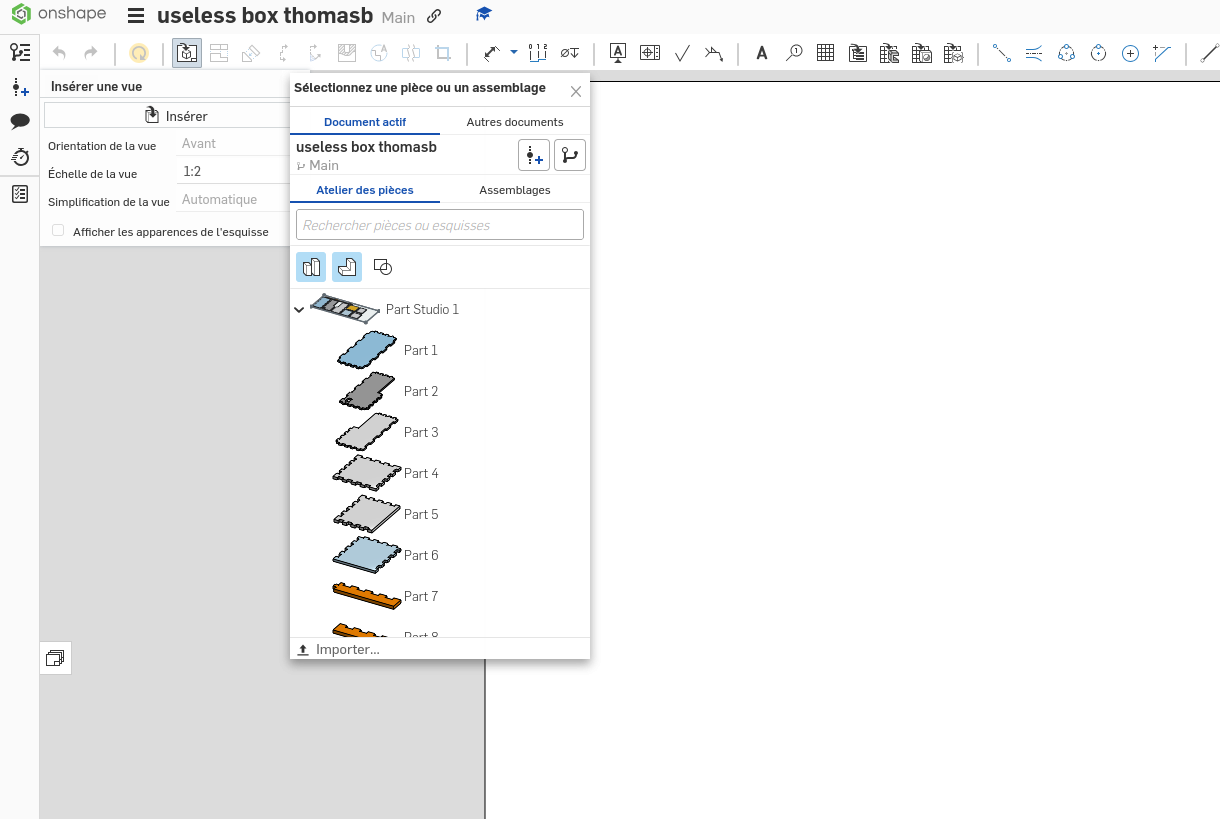 onshape
useless box thomasb Main
Insérer une vue
Insérer
Orientation de la vue Avant
Échelle de la vue 1:2
Simplification de la vue Automatique
Afficher les apparences de l'esquisse
Sélectionnez une pièce ou un assemblage
Document actif Autres documents
useless box thomasb
Main
Atelier des pièces Assemblages
Rechercher pièces ou esquisses
Part Studio 1
Part 1
Part 2
Part 3
Part 4
Part 5
Part 6
Part 7
Part 8
Importer...